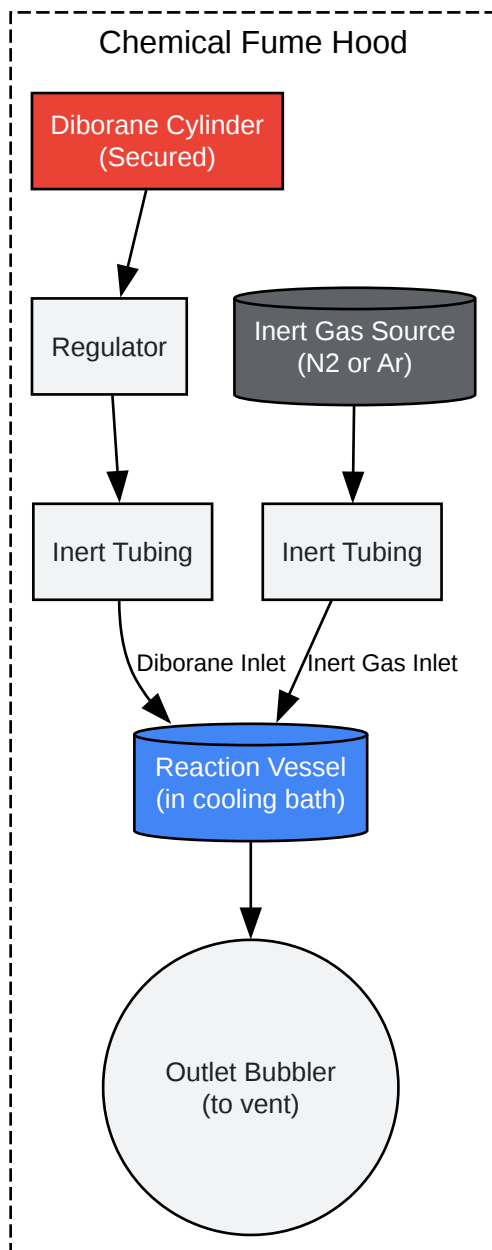 Chemical Fume Hood
Diborane Cylinder
(Secured)
Regulator
Inert Gas Source
(N2 or Ar)
Inert Tubing
Inert Tubing
Diborane Inlet
Inert Gas Inlet
Reaction Vessel
(in cooling bath)
Outlet Bubbler
(to vent)